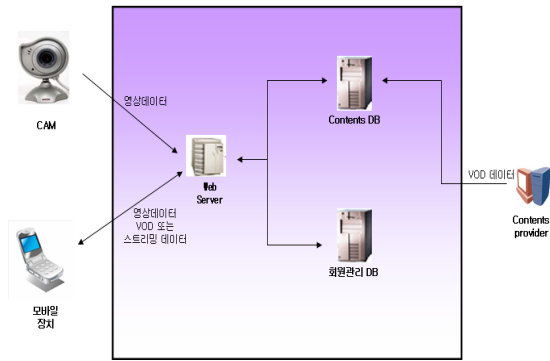 영상데이터
CAM
Contents DB
VOD 데이터
Web
Server
Contents
provider
영상데이터
VOD 또는
스트리밍 데이터
회원관리 DB
모바일
장치